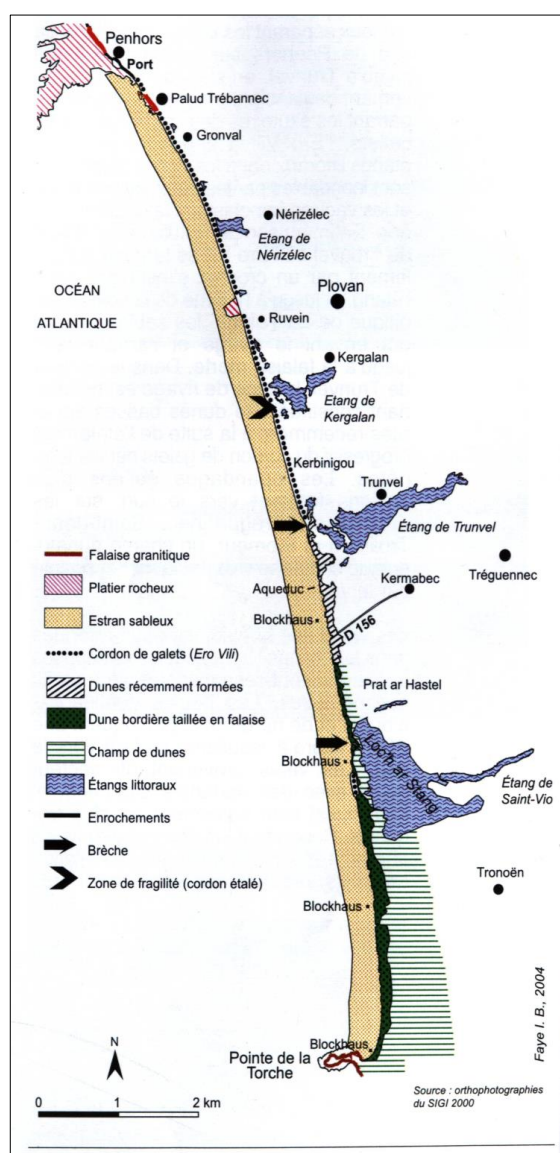 Penhors
Port
Palud Trébannec
Gronval
Nérizélec
Etang de
Nérizélec
Plovan
OCÉAN
ATLANTIQUE
Ruvein
Kergalan
Etang de
Kergalan
Kerbinigou
Trunvel
Étang de Trunvel
Tréguennec
Kermabec
Aqueduc
Blockhaus
D 156
Prat ar Hastel
Loc'h ar Stang
Blockhaus
Étang de
Saint-Vio
Tronoën
Blockhaus
Blockhaus
Pointe de la
Torche
Falaise granitique
Platier rocheux
Estran sableux
Cordon de galets (Ero Vili)
Dunes récemment formées
Dune bordière taillée en falaise
Champ de dunes
Étangs littoraux
Enrochements
Brèche
Zone de fragilité (cordon étalé)
N
0 1 2 km
Faye I. B., 2004
Source : orthophotographies
du SIGI 2000